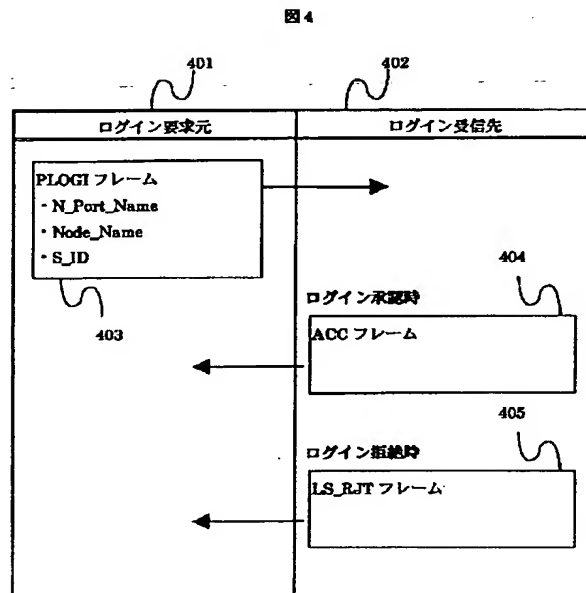 図4
401
402
ログイン要求元
ログイン受信先
PLOGI フレーム
・N_Port_Name
・Node_Name
・S_ID
403
404
ログイン承認時
ACC フレーム
405
ログイン拒絶時
LS_RJT フレーム